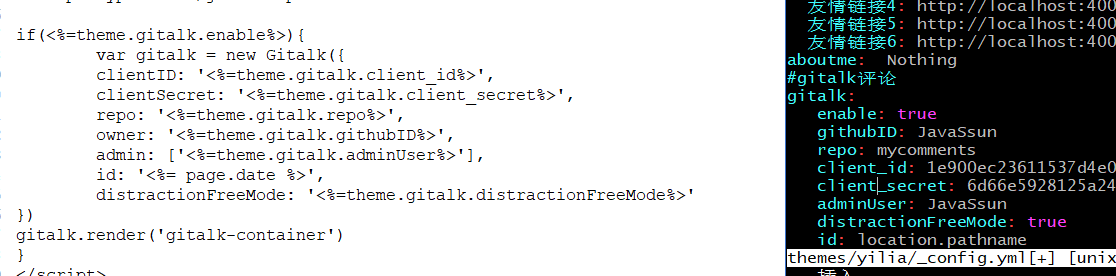 if(<%=theme.gitalk.enable%>){
var gitalk = new Gitalk({
clientID: '<%=theme.gitalk.client_id%>',
clientSecret: '<%=theme.gitalk.client_secret%>',
repo: '<%=theme.gitalk.repo%>',
owner: '<%=theme.gitalk.githubID%>',
admin: ['<%=theme.gitalk.adminUser%>'],
id: '<%= page.date %>',
distractionFreeMode: '<%=theme.gitalk.distractionFreeMode%>'
})
gitalk.render('gitalk-container')
}
</script>
友情链接4: http://localhost:400
友情链接5: http://localhost:400
友情链接6: http://localhost:400
aboutme: Nothing
#gitalk评论
gitalk:
enable: true
githubID: JavaSsun
repo: mycomments
client_id: 1e900ec23611537d4e0
client_secret: 6d66e5928125a24
adminUser: JavaSsun
distractionFreeMode: true
id: location.pathname
themes/yilia/_config.yml[+] [unix
插入